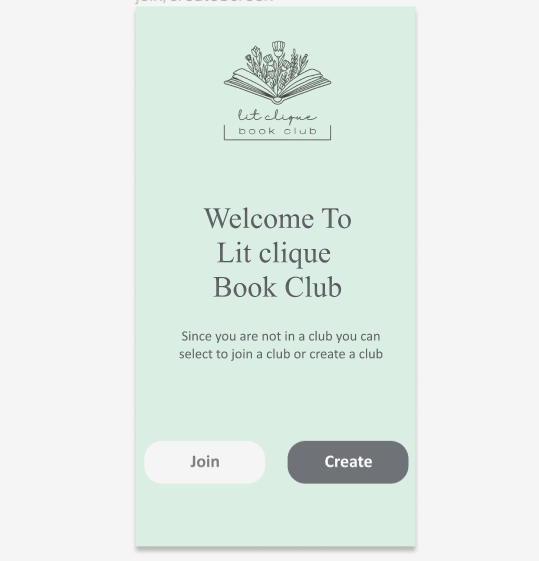 lit clique
book club
Welcome To
Lit clique
Book Club
Since you are not in a club you can
select to join a club or create a club
Join
Create